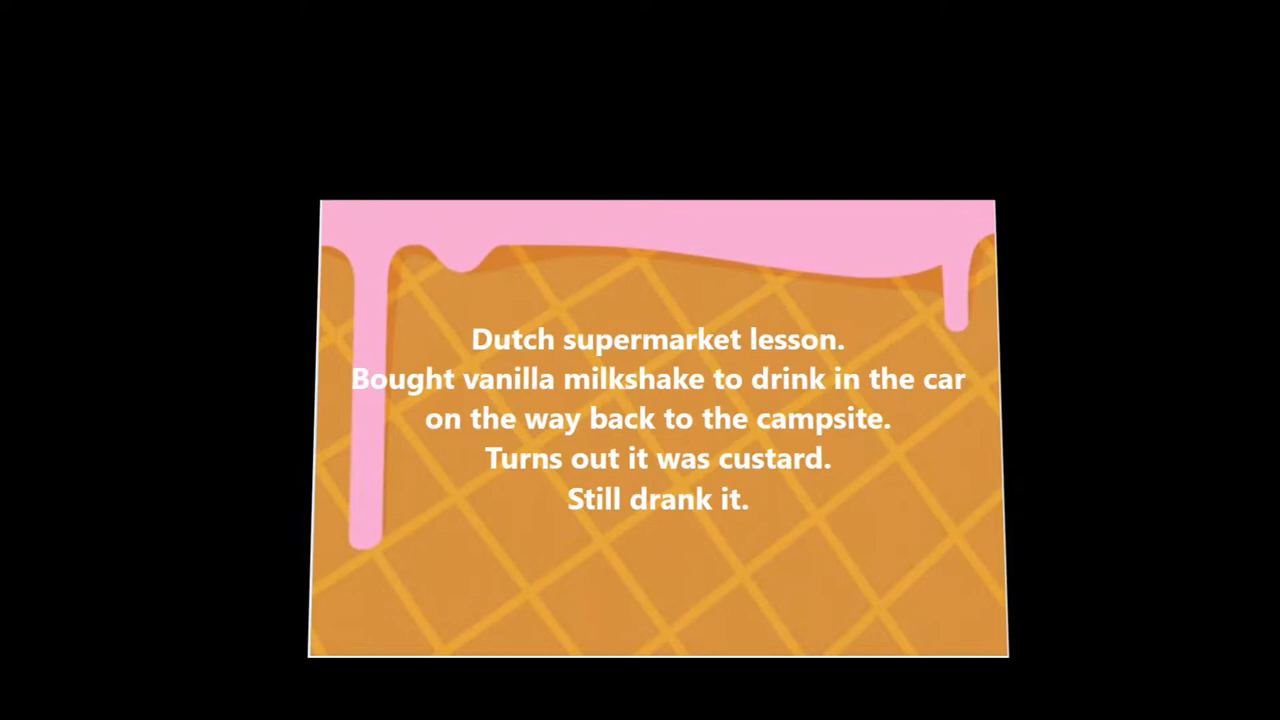 Dutch supermarket lesson.
Bought vanilla milkshake to drink in the car
on the way back to the campsite.
Turns out it was custard.
Still drank it.